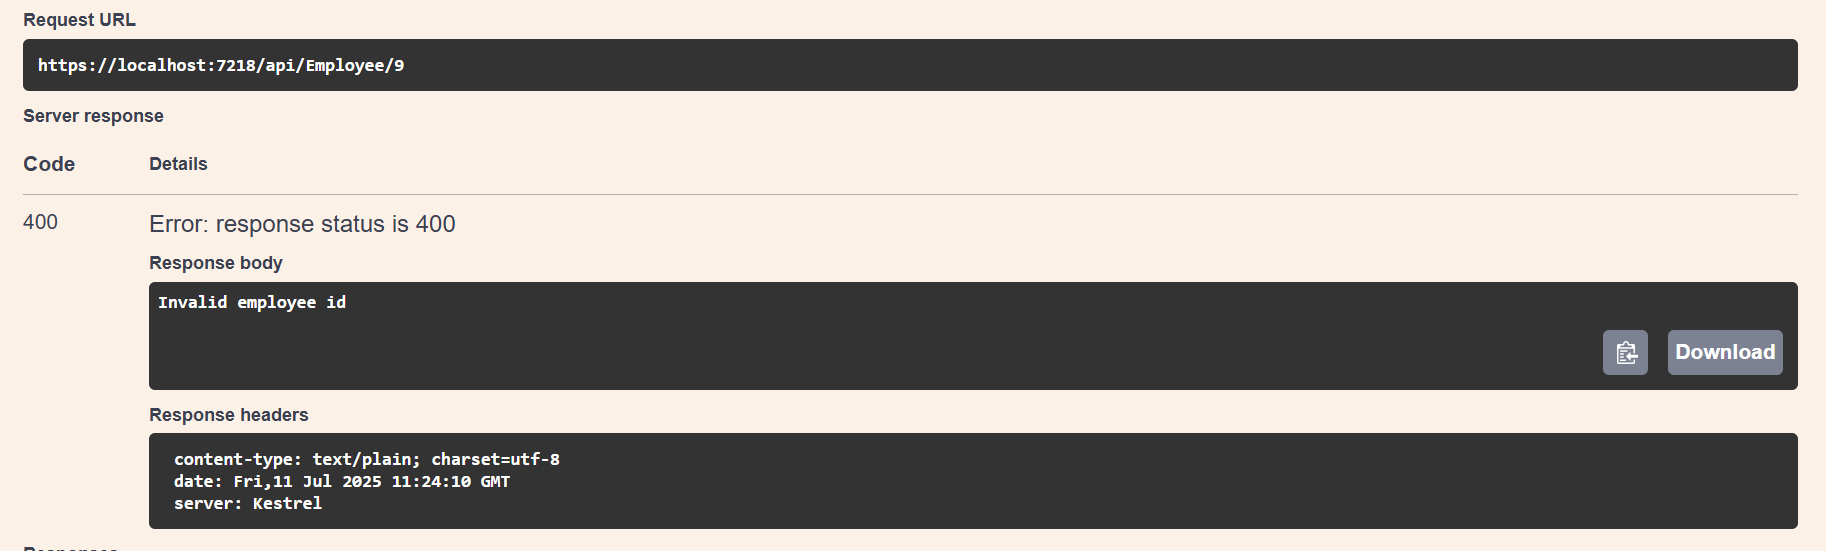 Request URL
https://localhost:7218/api/Employee/9
Server response
Code Details
400 Error: response status is 400
Response body
Invalid employee id
Download
Response headers
content-type: text/plain; charset=utf-8
date: Fri,11 Jul 2025 11:24:10 GMT
server: Kestrel